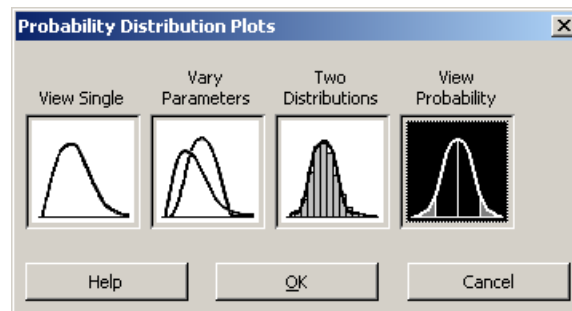 Probability Distribution Plots
View Single
Vary
Parameters
Two
Distributions
View
Probability
Help
OK
Cancel